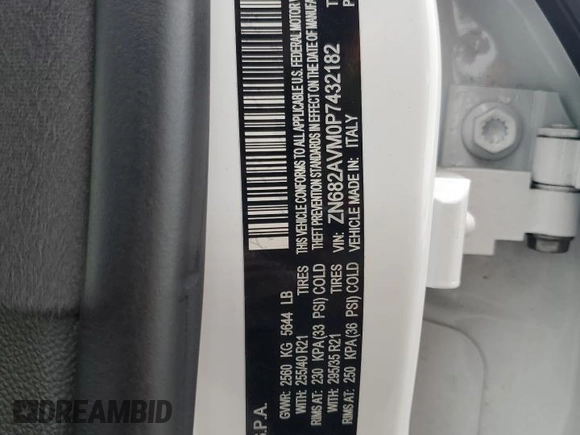 S.P.A.
GVWR: 2560 KG 5644 LB
WITH: 255/40 R21 TIRES
RIMS AT: 230 KPA(33 PSI) COLD
WITH: 295/35 R21 TIRES
RIMS AT: 250 KPA(36 PSI) COLD
THIS VEHICLE CONFORMS TO ALL APPLICABLE U.S. FEDERAL MOTOR
THEFT PREVENTION STANDARDS IN EFFECT ON THE DATE OF MANUFA
VIN: ZN682AVM0P7432182
VEHICLE MADE IN: ITALY
DREAMBID